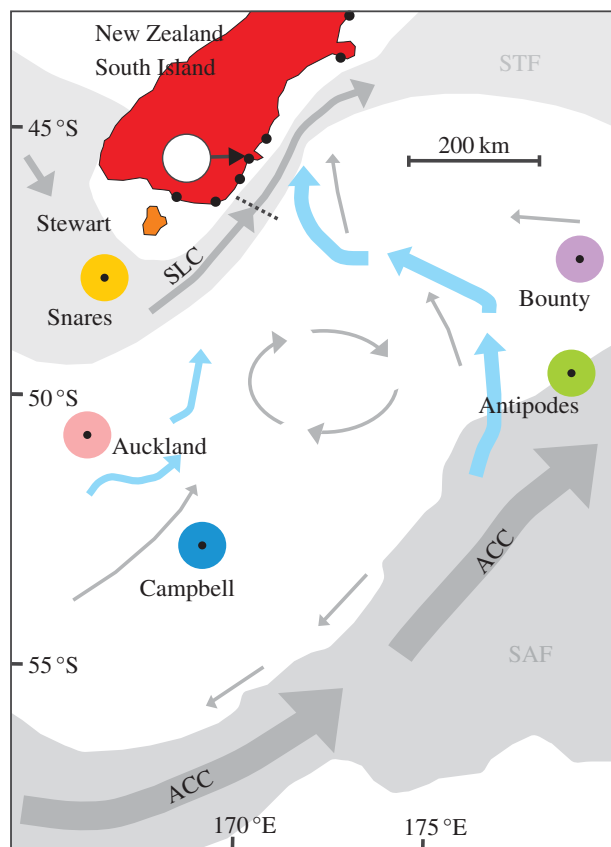 New Zealand
South Island
STF
45 °S
200 km
Stewart
SLC
Bounty
Snares
50 °S
Antipodes
Auckland
ACC
Campbell
SAF
55 °S
ACC
170 °E
175 °E